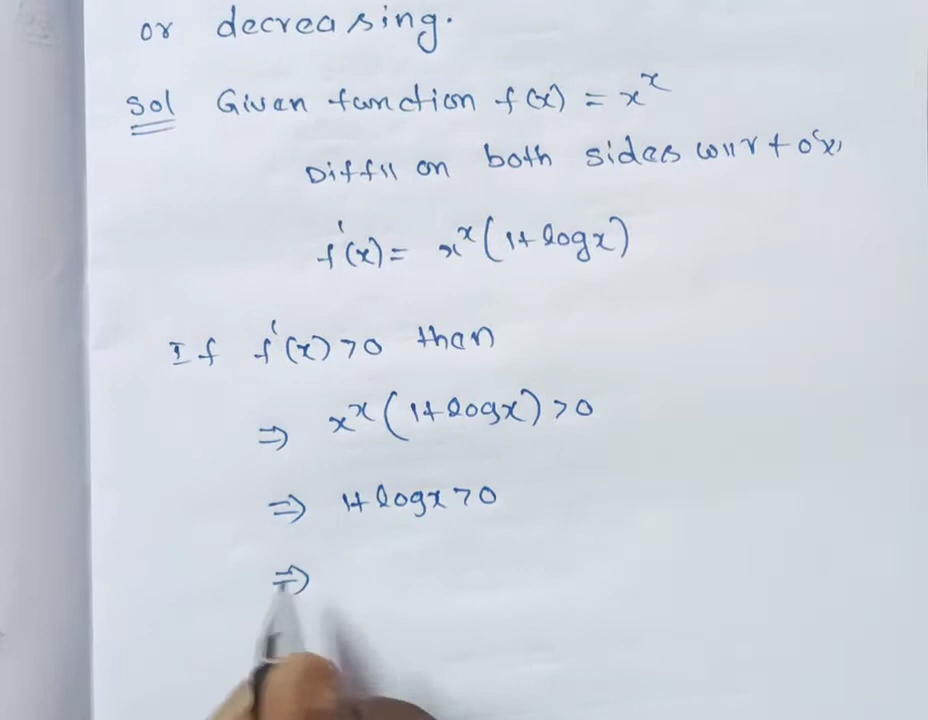 or decreasing.
Sol Given function f(x) = x^x
Diff on both sides w r to 'x'
f'(x) = x^x (1+logx)
If f'(x) > 0 then
⇒ x^x (1+logx) > 0
⇒ 1+logx > 0
⇒